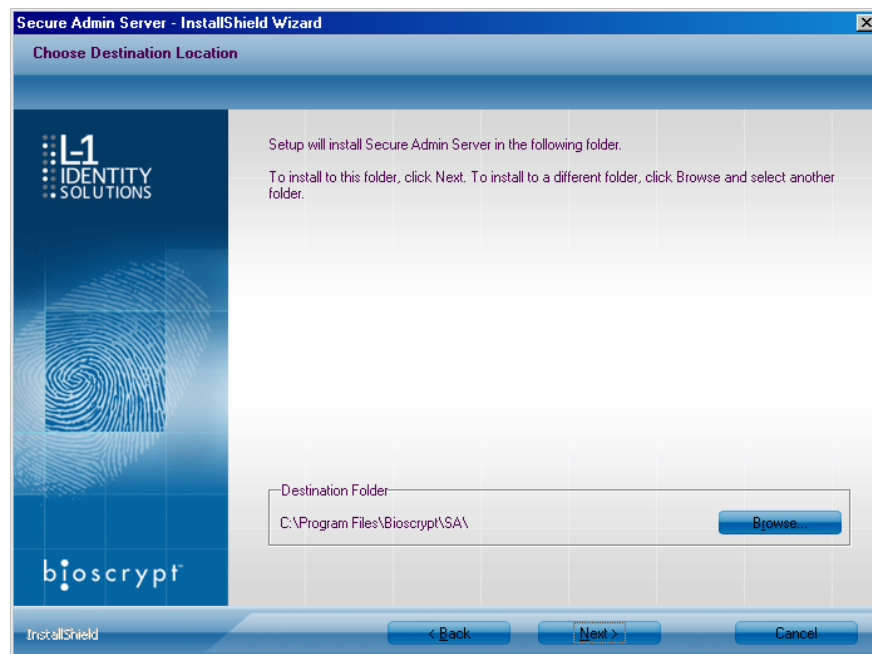 Secure Admin Server - InstallShield Wizard
Choose Destination Location
L-1
IDENTITY
SOLUTIONS
Setup will install Secure Admin Server in the following folder.
To install to this folder, click Next. To install to a different folder, click Browse and select another
folder.
Destination Folder
C:\Program Files\Bioscrypt\SA\
Browse...
bioscrypt™
InstallShield
< Back
Next >
Cancel